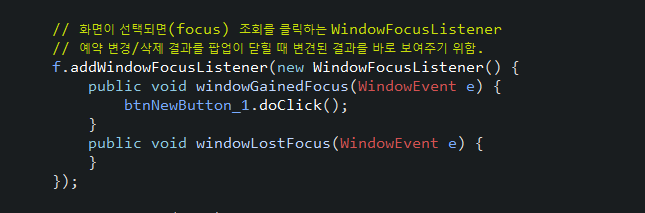 // 화면이 선택되면(focus) 조회를 클릭하는 WindowFocusListener
// 예약 변경/삭제 결과를 팝업이 닫힐 때 변견된 결과를 바로 보여주기 위함.
f.addWindowFocusListener(new WindowFocusListener() {
public void windowGainedFocus(WindowEvent e) {
btnNewButton_1.doClick();
}
public void windowLostFocus(WindowEvent e) {
}
});